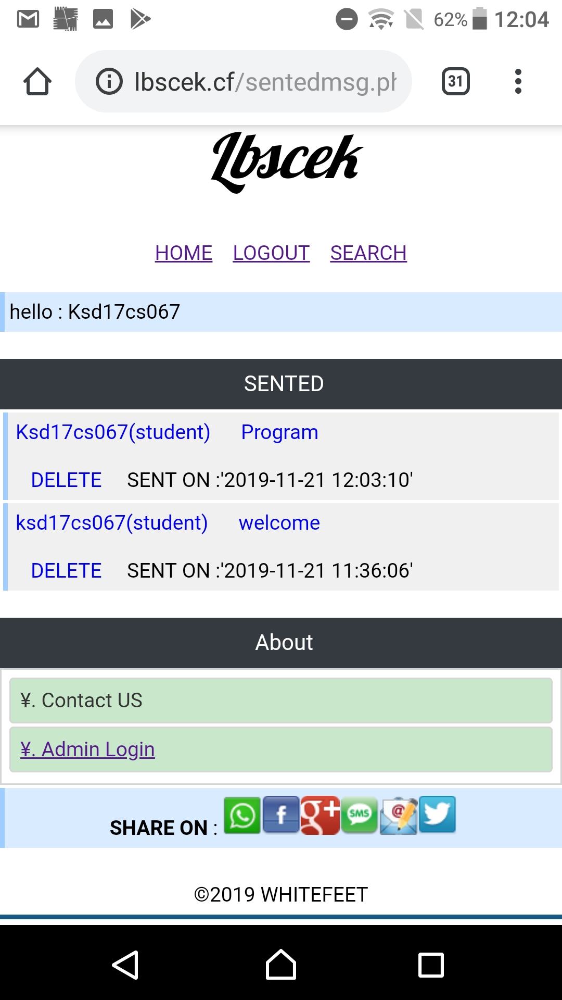 62% 12:04
lbscek.cf/sentedmsg.ph
31
Lbscek
HOME LOGOUT SEARCH
hello : Ksd17cs067
SENTED
Ksd17cs067(student) Program
DELETE SENT ON :'2019-11-21 12:03:10'
ksd17cs067(student) welcome
DELETE SENT ON :'2019-11-21 11:36:06'
About
¥. Contact US
¥. Admin Login
SHARE ON : f g+ SMS @
©2019 WHITEFEET